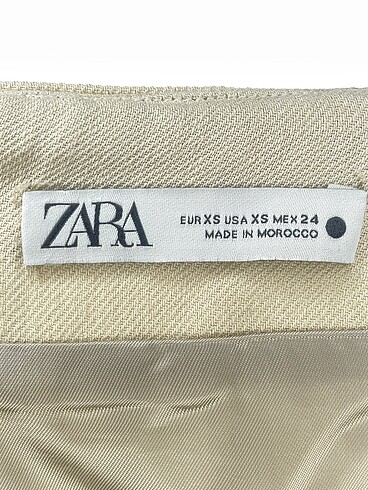 ZARA
EUR XS USA XS MEX 24
MADE IN MOROCCO